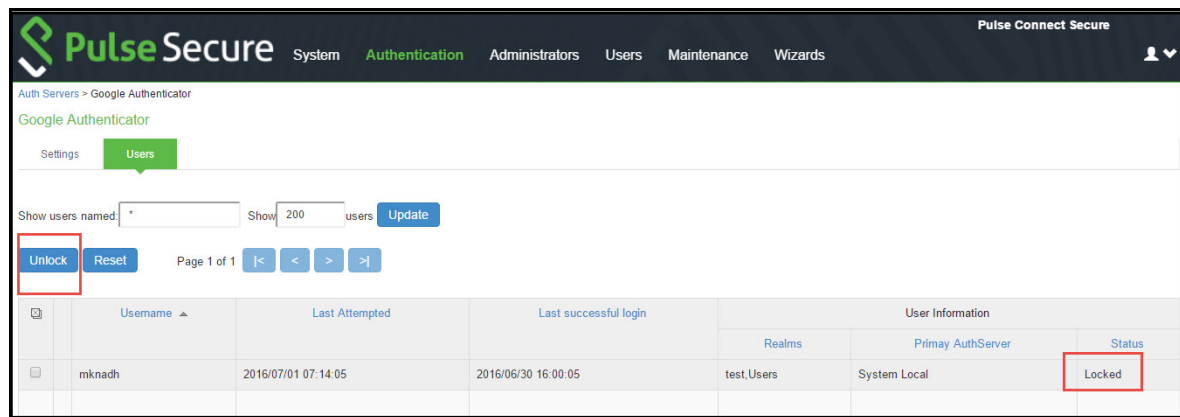 Pulse Connect Secure
Pulse Secure System Authentication Administrators Users Maintenance Wizards
Auth Servers > Google Authenticator
Google Authenticator
Settings Users
Show users named: * Show 200 users Update
Unlock Reset Page 1 of 1 |< < > >|
Username Last Attempted Last successful login User Information
Realms Primay AuthServer Status
mknadh 2016/07/01 07:14:05 2016/06/30 16:00:05 test,Users System Local Locked